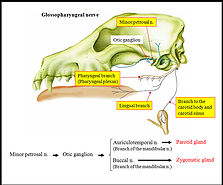 Glossopharyngeal nerve
Minor petrosal n.
Otic ganglion
Pharyngeal branch
(Pharyngeal plexus)
Lingual branch
Branch to the
carotid body and
carotid sinus
Minor petrosal n. → Otic ganglion →
Auriculotemporal n. → Parotid gland
(Branch of the mandibular n.)
Buccal n. → Zygomatic gland
(Branch of the mandibular n.)